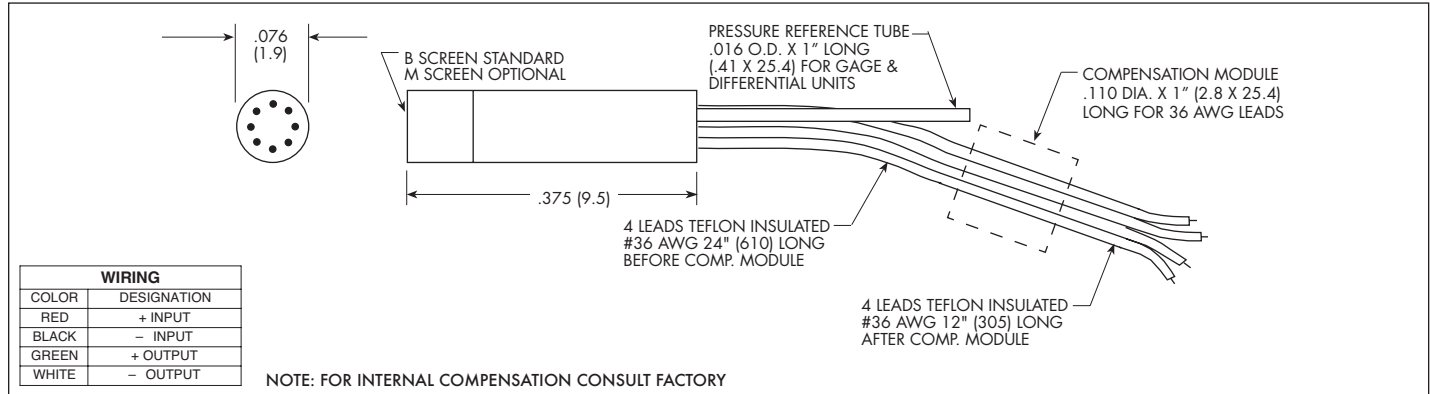 .076
(1.9)
B SCREEN STANDARD
M SCREEN OPTIONAL
PRESSURE REFERENCE TUBE
.016 O.D. X 1" LONG
(.41 X 25.4) FOR GAGE &
DIFFERENTIAL UNITS
COMPENSATION MODULE
.110 DIA. X 1" (2.8 X 25.4)
LONG FOR 36 AWG LEADS
.375 (9.5)
4 LEADS TEFLON INSULATED
#36 AWG 24" (610) LONG
BEFORE COMP. MODULE
4 LEADS TEFLON INSULATED
#36 AWG 12" (305) LONG
AFTER COMP. MODULE
WIRING
COLOR DESIGNATION
RED + INPUT
BLACK – INPUT
GREEN + OUTPUT
WHITE – OUTPUT
NOTE: FOR INTERNAL COMPENSATION CONSULT FACTORY